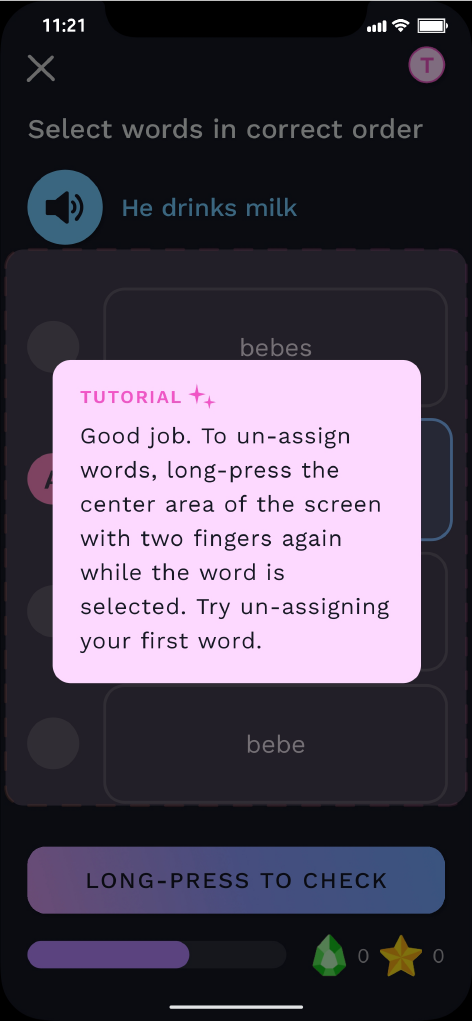 11:21
T
Select words in correct order
He drinks milk
bebes
TUTORIAL
Good job. To un-assign
words, long-press the
center area of the screen
with two fingers again
while the word is
selected. Try un-assigning
your first word.
bebe
LONG-PRESS TO CHECK
0 0